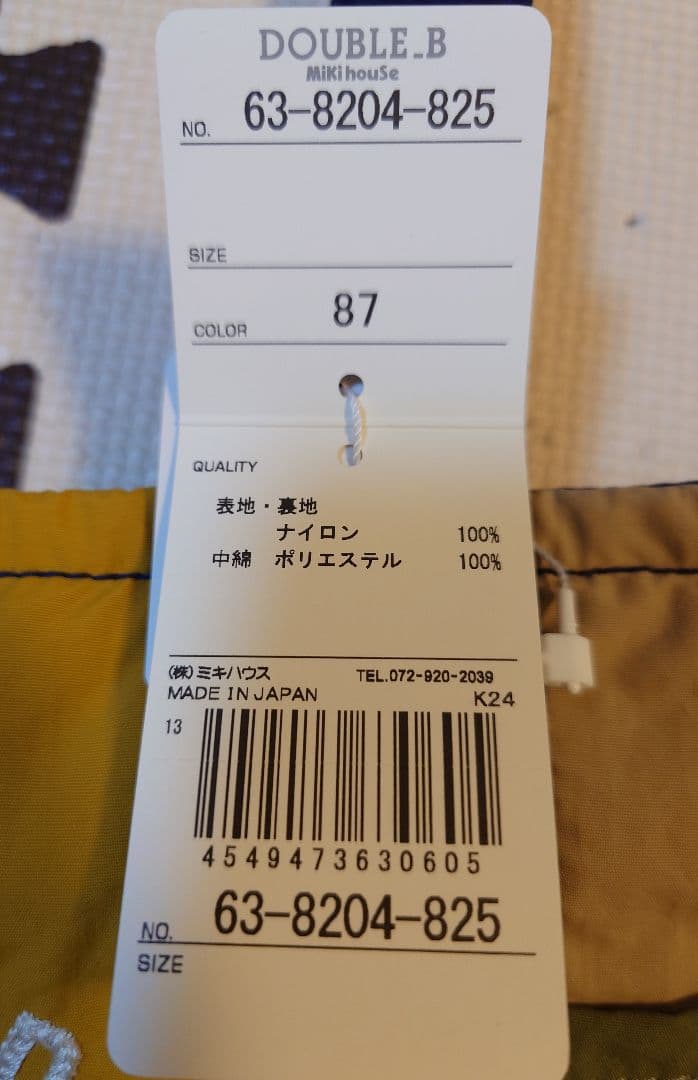 DOUBLE_B
MiKi houSe
NO. 63-8204-825
SIZE
COLOR 87
QUALITY
表地・裏地
ナイロン 100%
中綿 ポリエステル 100%
(株)ミキハウス TEL.072-920-2039
MADE IN JAPAN K24
13
4549473630605
NO. 63-8204-825
SIZE